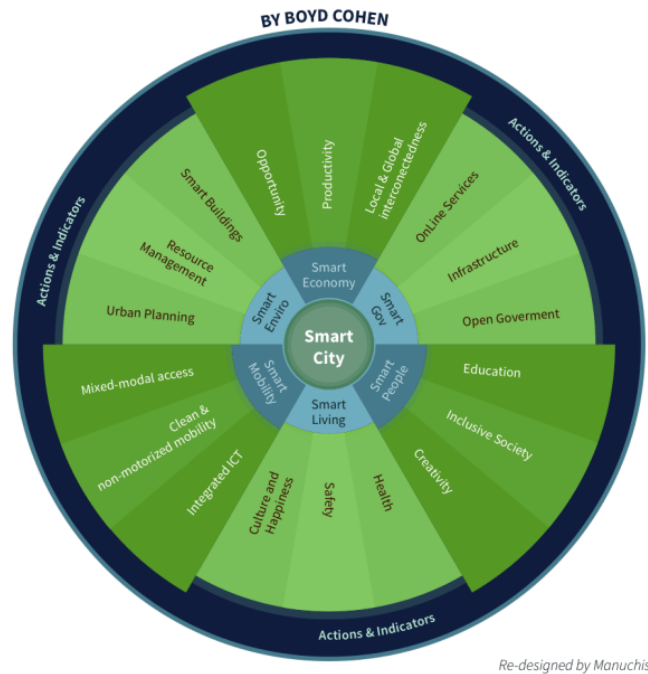 BY BOYD COHEN
Actions & Indicators
Actions & Indicators
Opportunity
Productivity
Local & Global
interconectedness
Smart Buildings
Resource
Management
Urban Planning
OnLine Services
Infrastructure
Open Goverment
Smart
Economy
Smart
Enviro
Smart
Gov
Smart
City
Smart
Mobility
Smart
People
Smart
Living
Mixed-modal access
Clean &
non-motorized mobility
Integrated ICT
Education
Inclusive Society
Creativity
Culture and
Happiness
Safety
Health
Actions & Indicators
Re-designed by Manuchis